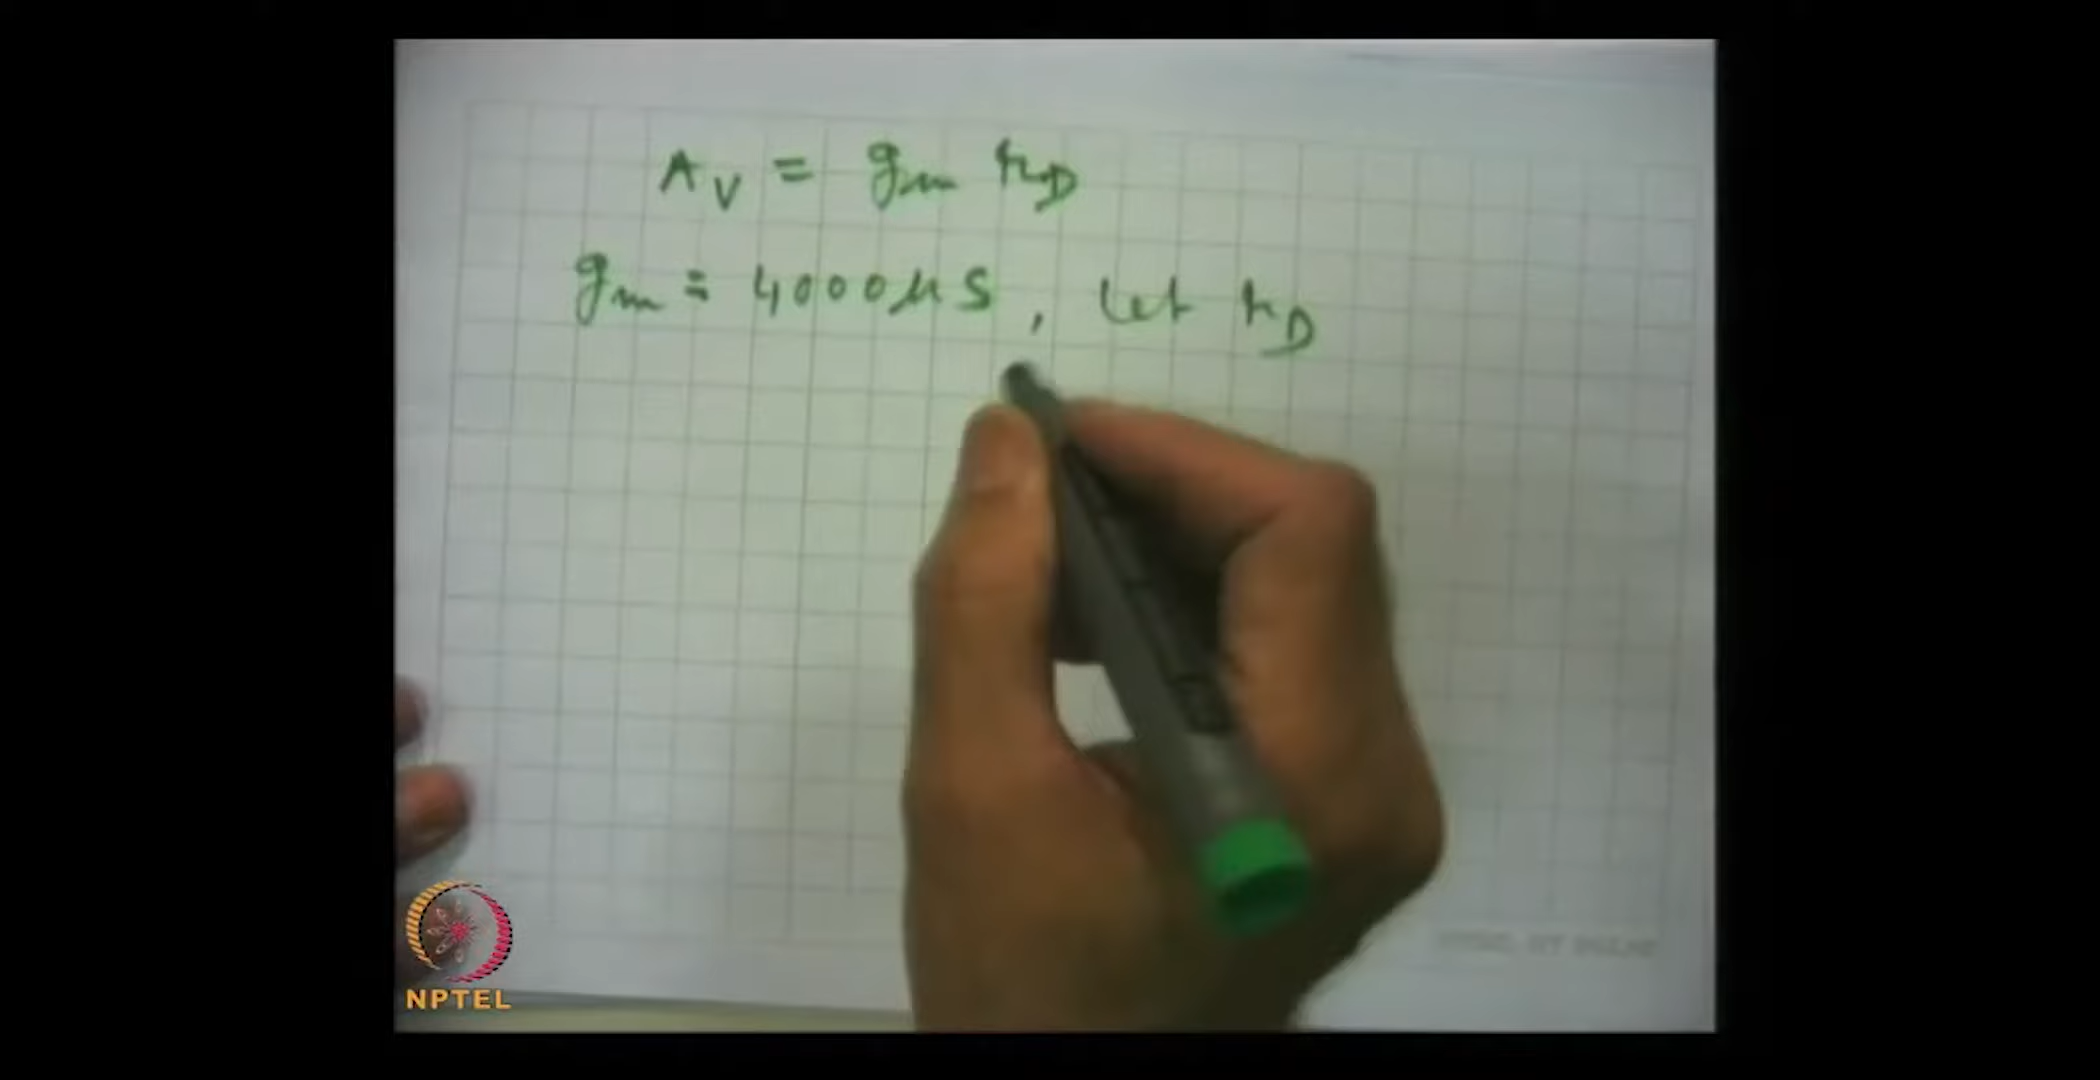 A_V = g_m r_D
g_m = 4000 μS, Let r_D
NPTEL